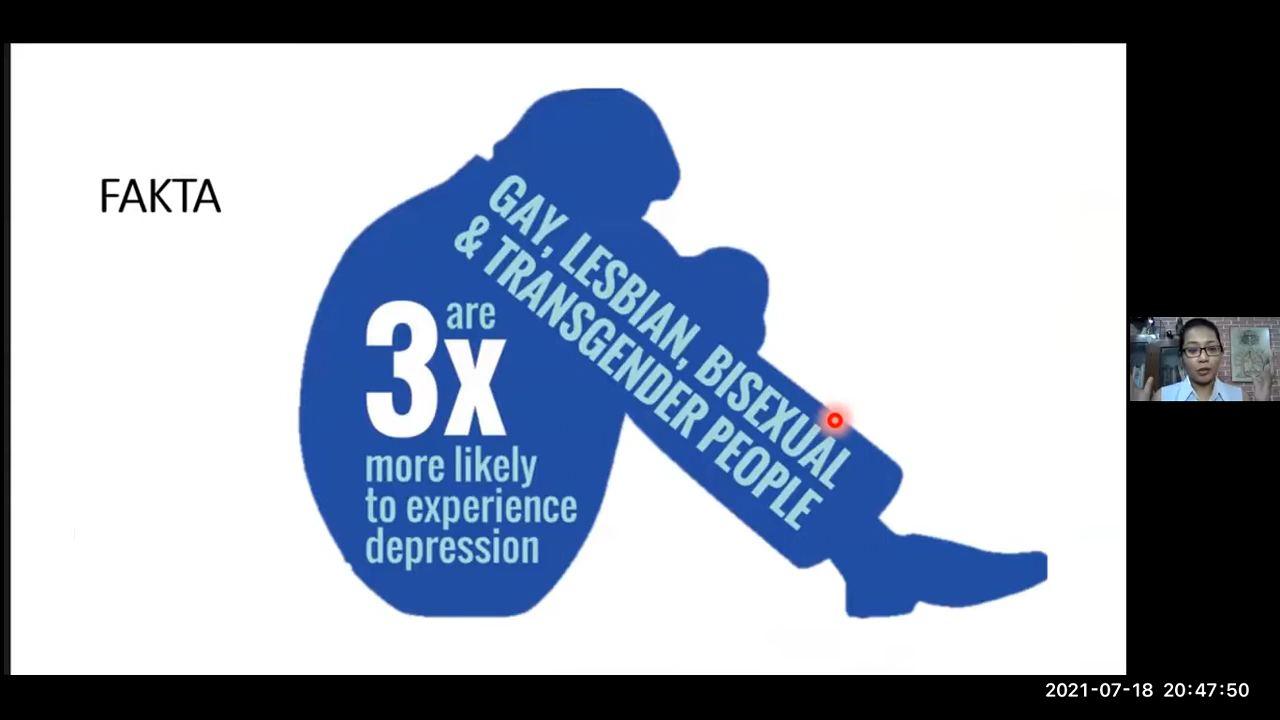 FAKTA
GAY, LESBIAN, BISEXUAL
& TRANSGENDER PEOPLE
are
3x
more likely
to experience
depression
2021-07-18 20:47:50